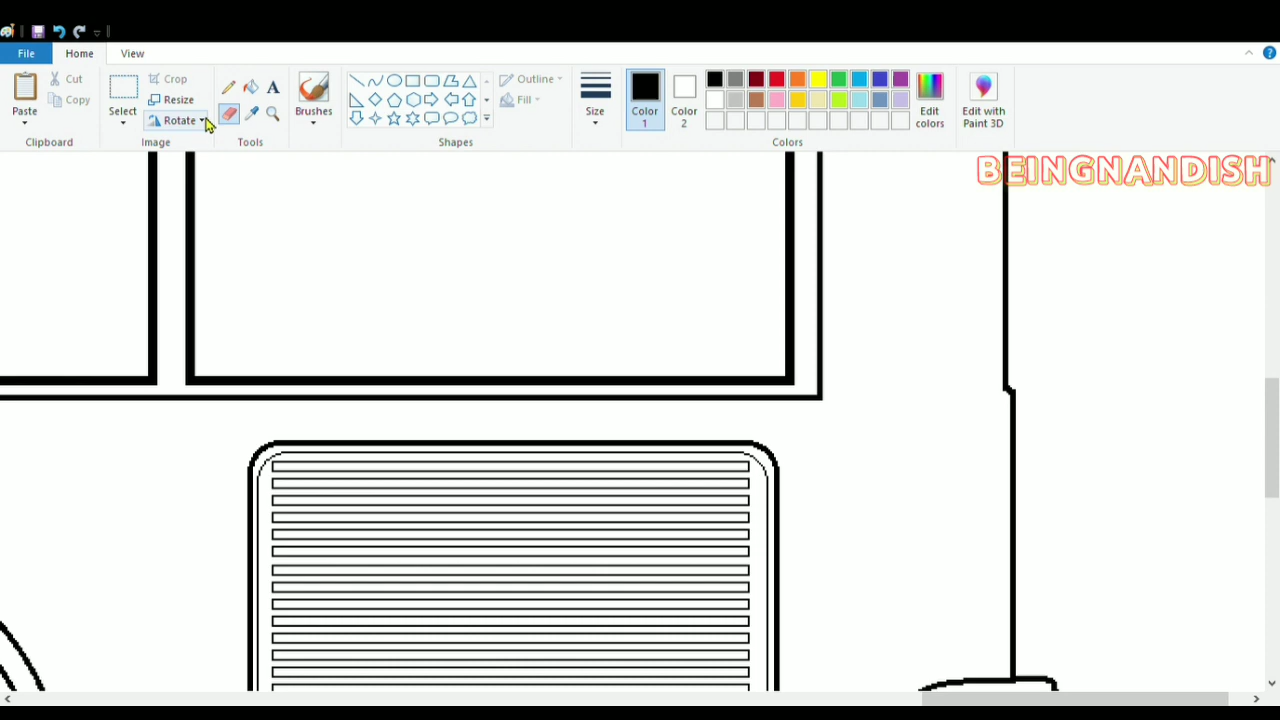 File Home View
Paste Cut Copy Clipboard
Select Crop Resize Rotate Image
A Tools
Brushes
Outline Fill Shapes
Size
Color 1 Color 2 Edit colors Colors
Edit with Paint 3D
BEINGNANDISH